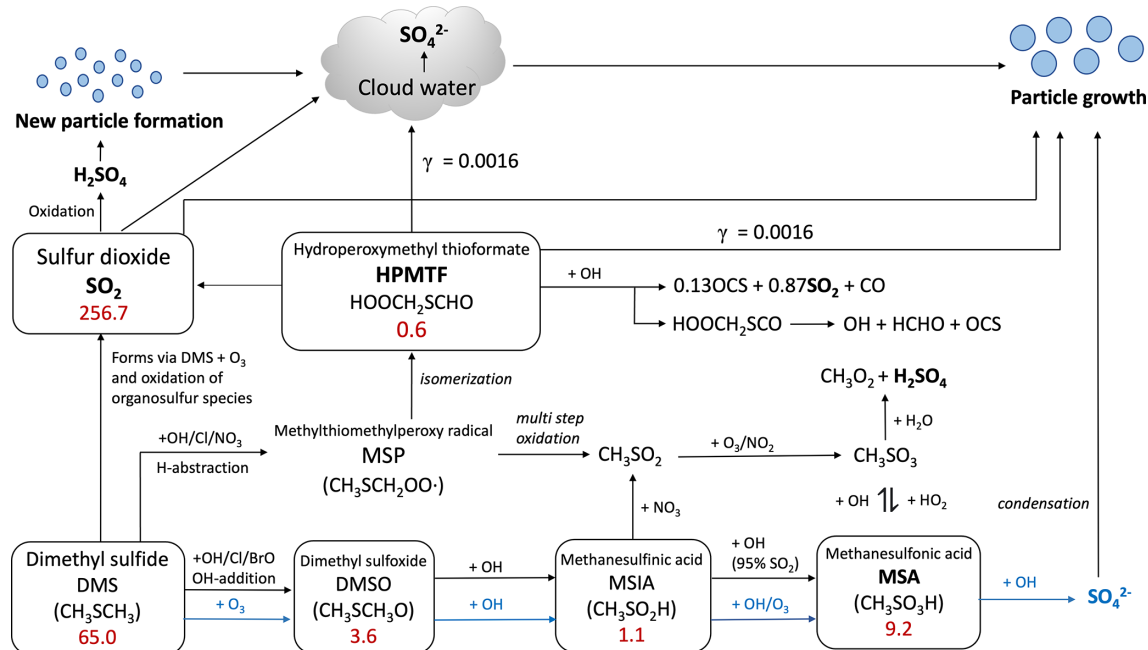 SO₄²⁻
Cloud water
New particle formation
Particle growth
H₂SO₄
Oxidation
γ = 0.0016
Sulfur dioxide
SO₂
256.7
Hydroperoxymethyl thioformate
HPMTF
HOOCH₂SCHO
0.6
γ = 0.0016
+ OH
0.13OCS + 0.87SO₂ + CO
HOOCH₂SCO
OH + HCHO + OCS
Forms via DMS + O₃
and oxidation of
organosulfur species
isomerization
CH₃O₂ + H₂SO₄
+ H₂O
+OH/Cl/NO₃
H-abstraction
Methylthiomethylperoxy radical
MSP
(CH₃SCH₂OO·)
multi step
oxidation
CH₃SO₂
+ O₃/NO₂
CH₃SO₃
+ NO₃
+ OH
+ HO₂
condensation
Dimethyl sulfide
DMS
(CH₃SCH₃)
65.0
+OH/Cl/BrO
OH-addition
+ O₃
Dimethyl sulfoxide
DMSO
(CH₃SCH₃O)
3.6
+ OH
+ OH
Methanesulfinic acid
MSIA
(CH₃SO₂H)
1.1
+ OH
(95% SO₂)
+ OH/O₃
Methanesulfonic acid
MSA
(CH₃SO₃H)
9.2
+ OH
SO₄²⁻